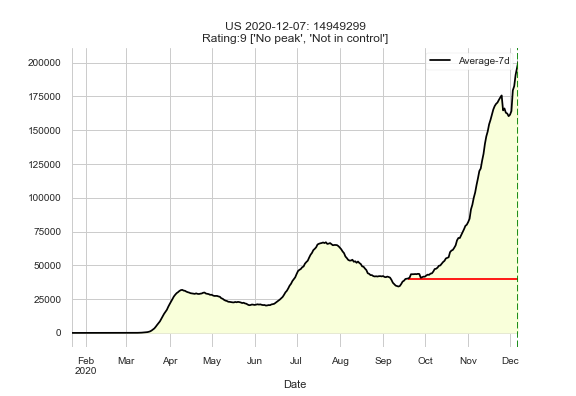 US 2020-12-07: 14949299
Rating:9 ['No peak', 'Not in control']
Average-7d
200000
175000
150000
125000
100000
75000
50000
25000
0
Feb Mar Apr May Jun Jul Aug Sep Oct Nov Dec
2020
Date